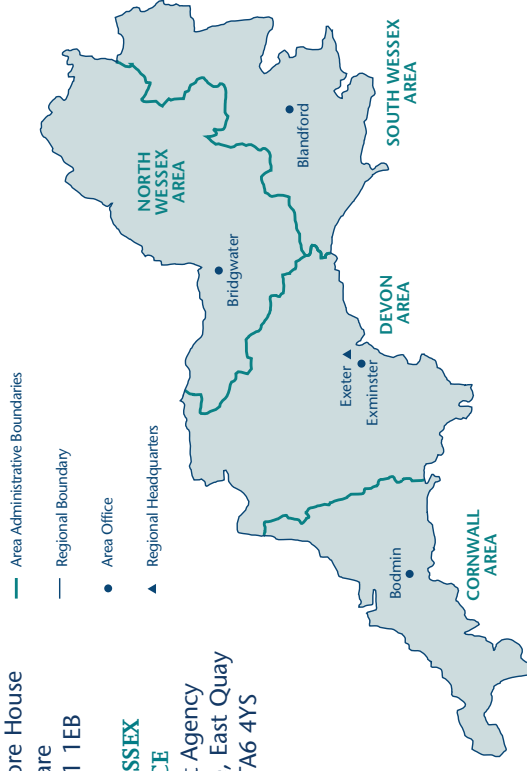 ore House
are
1 1EB
SSEX
CE
t Agency
, East Quay
TA6 4YS
Area Administrative Boundaries
Regional Boundary
Area Office
Regional Headquarters
NORTH
WESSEX
AREA
Bridgwater
Blandford
SOUTH WESSEX
AREA
DEVON
AREA
Exeter
Exminster
Bodmin
CORNWALL
AREA